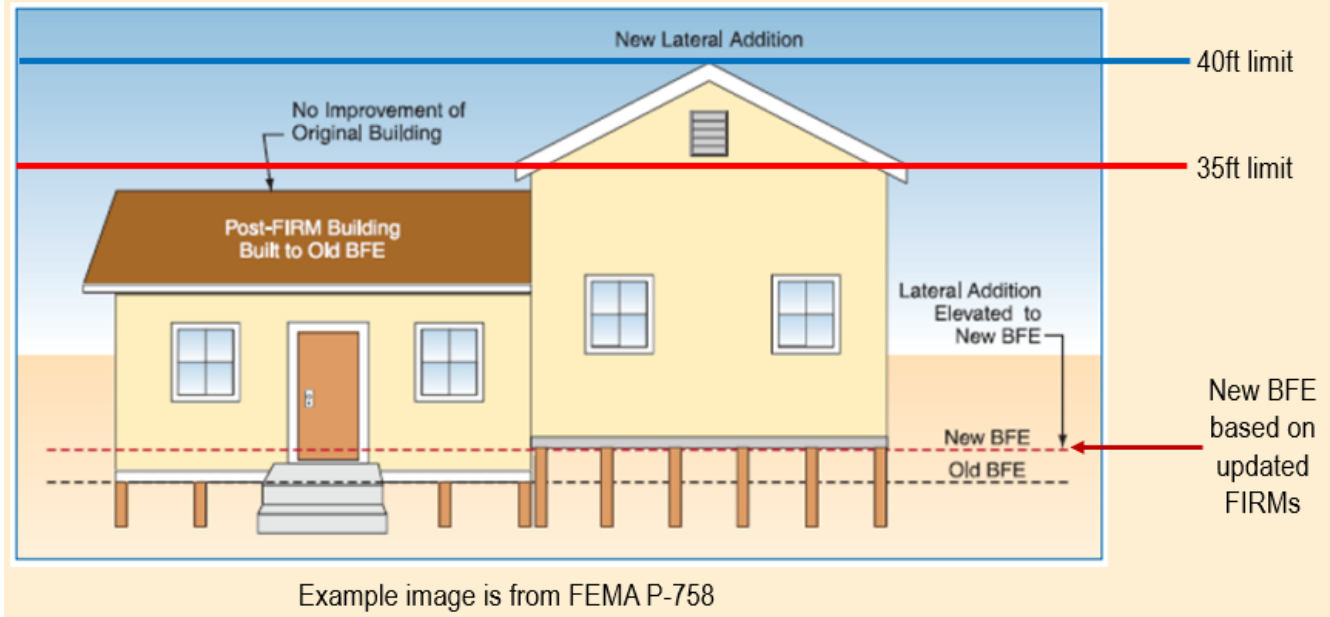 New Lateral Addition
40ft limit
No Improvement of
Original Building
35ft limit
Post-FIRM Building
Built to Old BFE
Lateral Addition
Elevated to
New BFE
New BFE
Old BFE
New BFE
based on
updated
FIRMs
Example image is from FEMA P-758